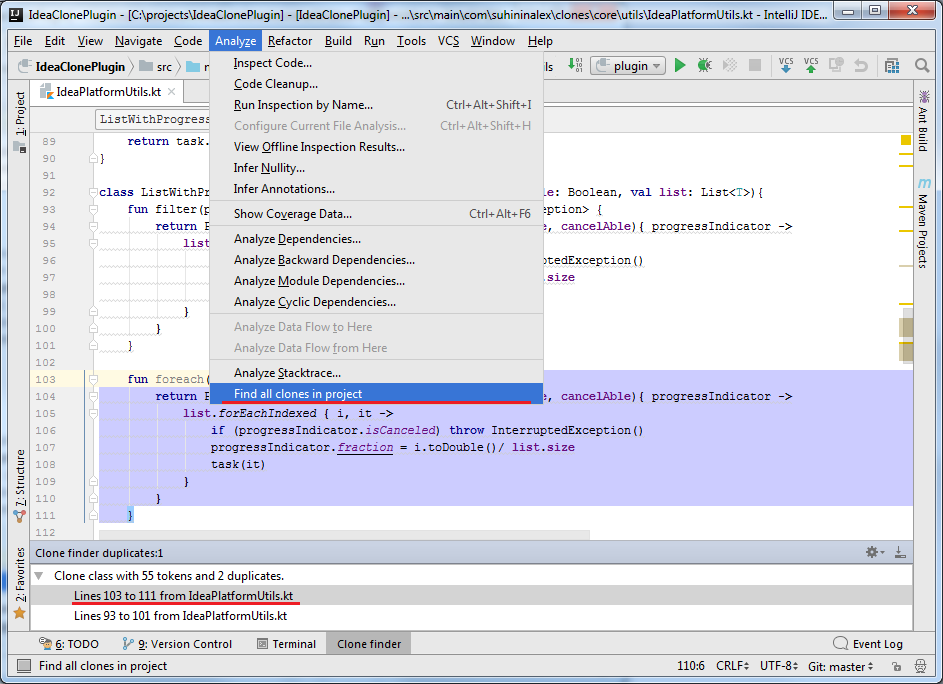 IdeaClonePlugin - [C:\projects\IdeaClonePlugin] - [IdeaClonePlugin] - ...\src\main\com\suhininalex\clones\core\utils\IdeaPlatformUtils.kt - IntelliJ IDE...
File Edit View Navigate Code Analyze Refactor Build Run Tools VCS Window Help
IdeaClonePlugin src plugin VCS VCS
IdeaPlatformUtils.kt
1: Project
7: Structure
2: Favorites
Ant Build
m Maven Projects
ListWithProgress
Inspect Code...
Code Cleanup...
Run Inspection by Name... Ctrl+Alt+Shift+I
Configure Current File Analysis... Ctrl+Alt+Shift+H
View Offline Inspection Results...
Infer Nullity...
Infer Annotations...
Show Coverage Data... Ctrl+Alt+F6
Analyze Dependencies...
Analyze Backward Dependencies...
Analyze Module Dependencies...
Analyze Cyclic Dependencies...
Analyze Data Flow to Here
Analyze Data Flow from Here
Analyze Stacktrace...
Find all clones in project
89 return task.
90 }
91
92 class ListWithPr le: Boolean, val list: List<T>){
93 fun filter(p eption> {
94 return P e, cancelAble){ progressIndicator ->
95 list
96 ptedException()
97 .size
98
99 }
100 }
101 }
102
103 fun foreach(
104 return P e, cancelAble){ progressIndicator ->
105 list.forEachIndexed { i, it ->
106 if (progressIndicator.isCanceled) throw InterruptedException()
107 progressIndicator.fraction = i.toDouble()/ list.size
108 task(it)
109 }
110 }
111 }
112
Clone finder duplicates:1
Clone class with 55 tokens and 2 duplicates.
Lines 103 to 111 from IdeaPlatformUtils.kt
Lines 93 to 101 from IdeaPlatformUtils.kt
6: TODO 9: Version Control Terminal Clone finder Event Log
Find all clones in project 110:6 CRLF UTF-8 Git: master